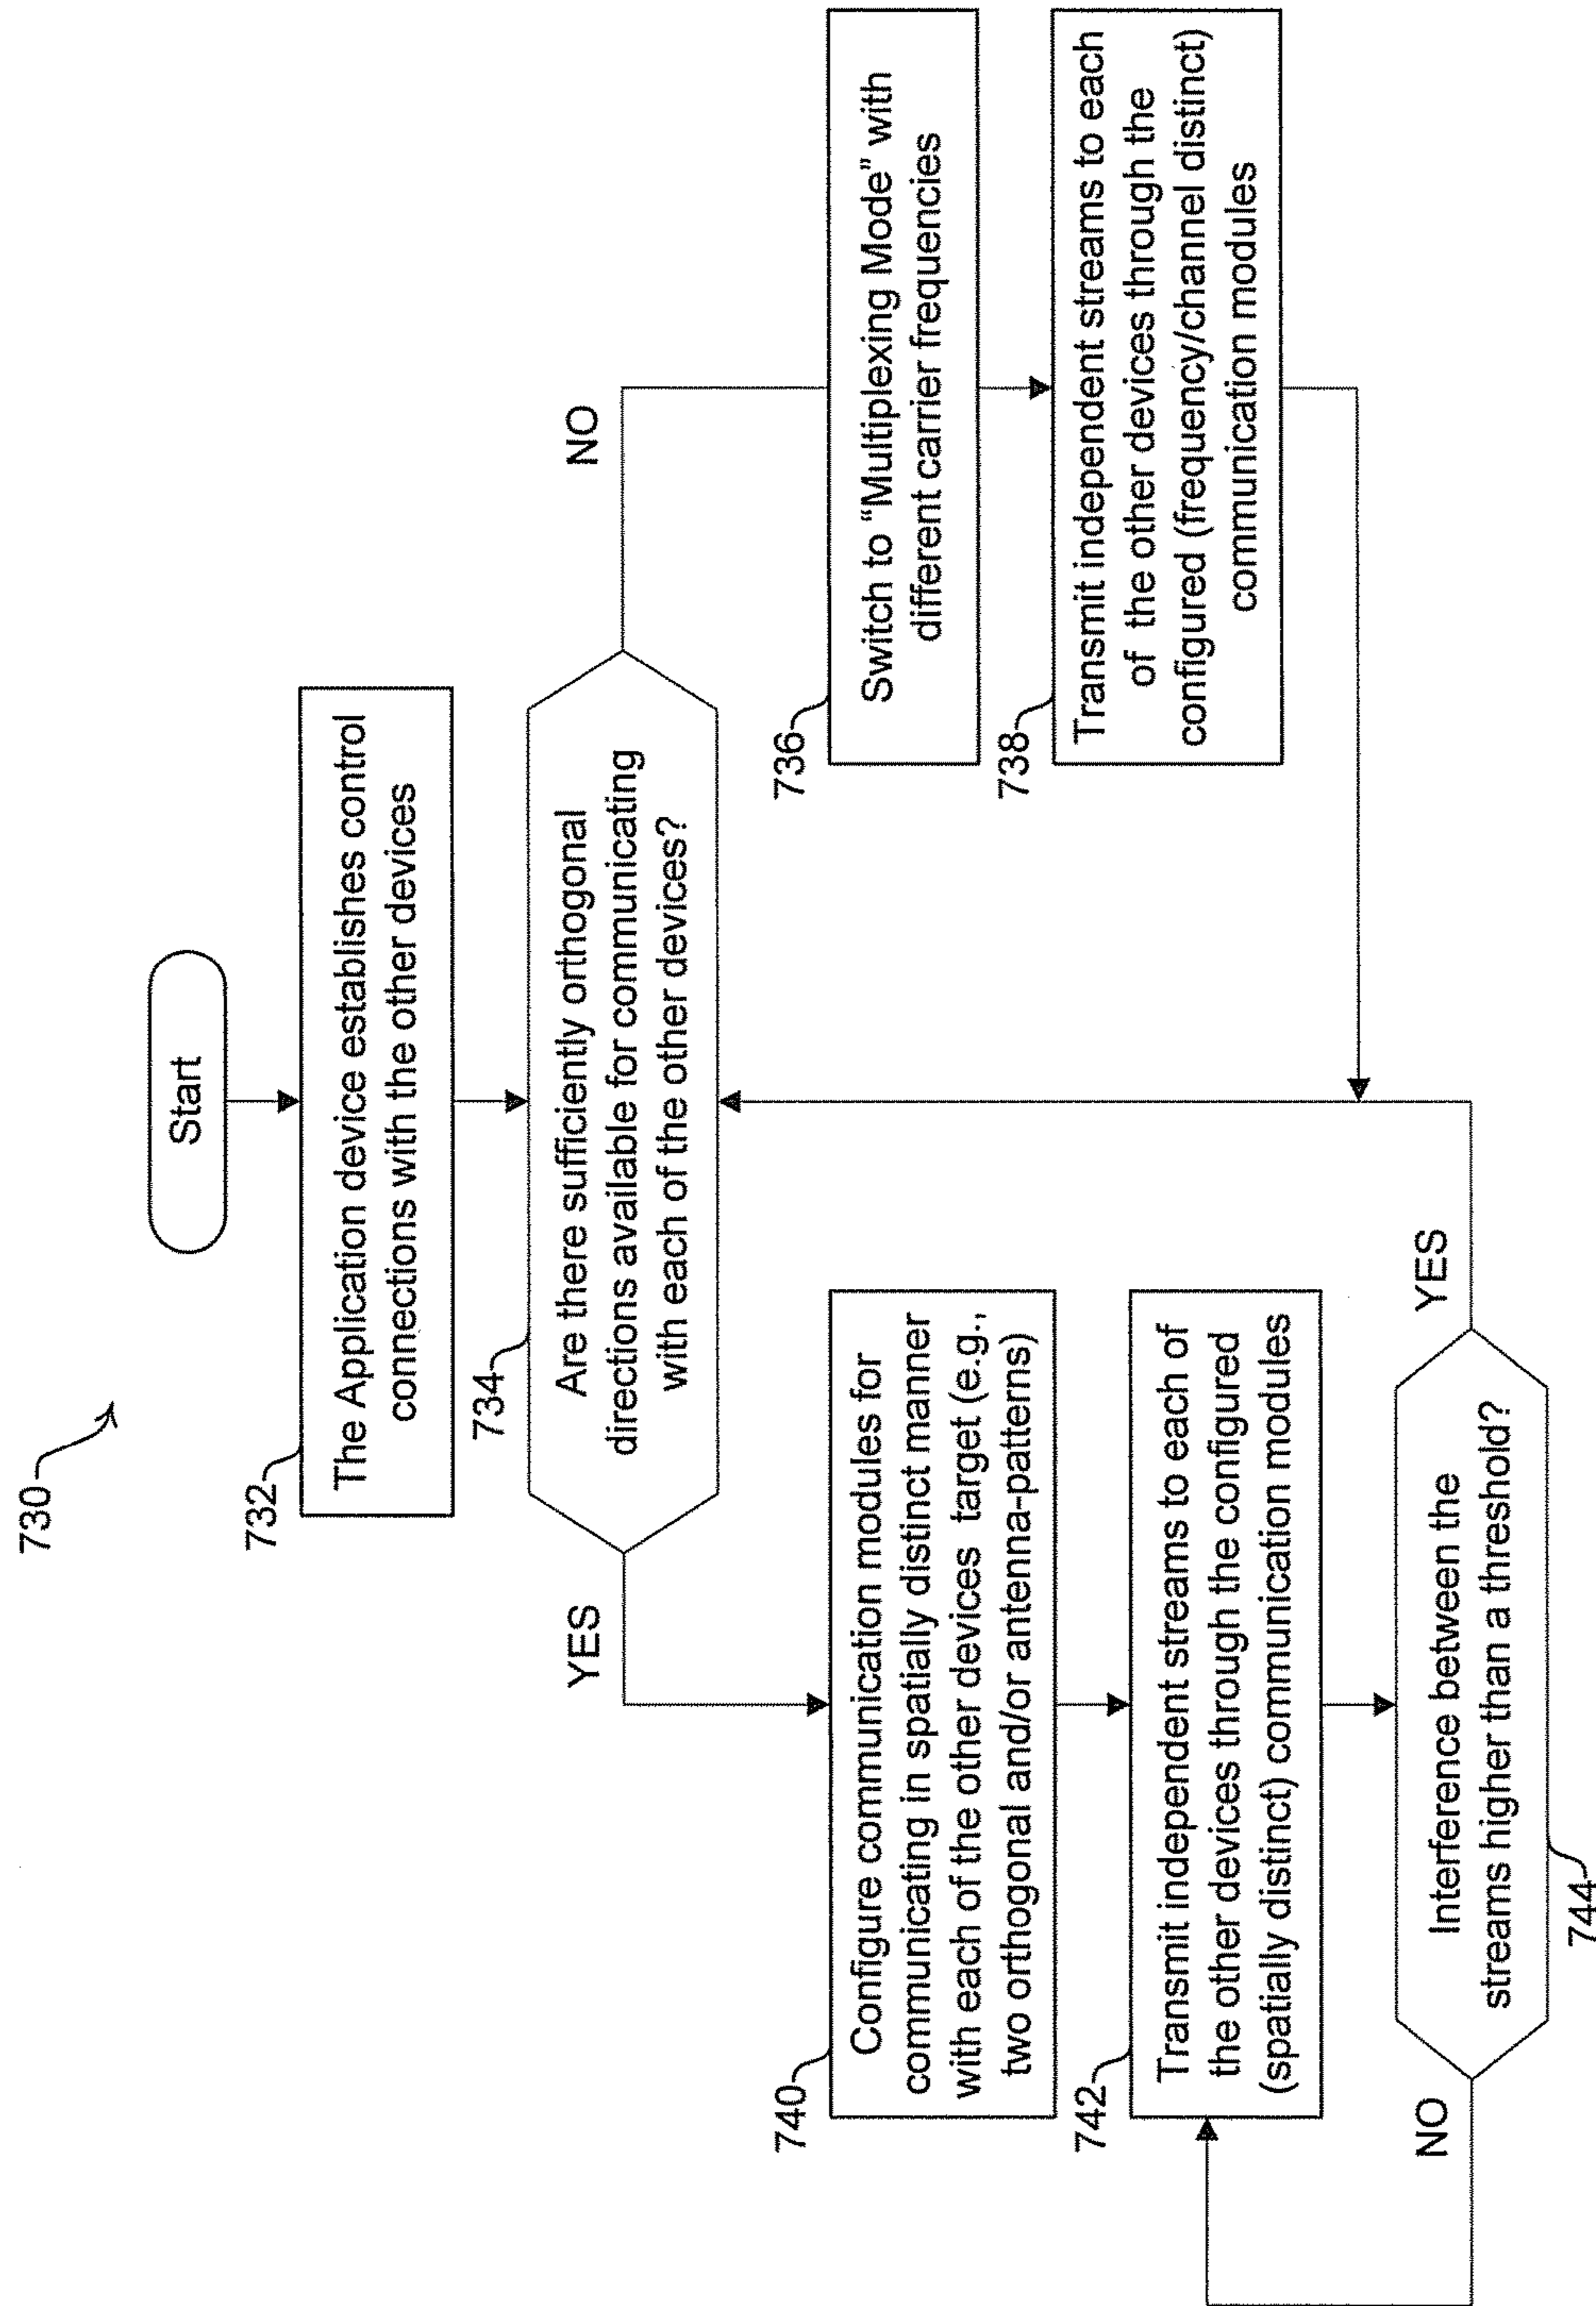 730
Start
732
The Application device establishes control
connections with the other devices
734
Are there sufficiently orthogonal
directions available for communicating
with each of the other devices?
YES
NO
740
Configure communication modules for
communicating in spatially distinct manner
with each of the other devices target (e.g.,
two orthogonal and/or antenna-patterns)
736
Switch to “Multiplexing Mode” with
different carrier frequencies
742
Transmit independent streams to each of
the other devices through the configured
(spatially distinct) communication modules
738
Transmit independent streams to each
of the other devices through the
configured (frequency/channel distinct)
communication modules
NO
Interference between the
streams higher than a threshold?
YES
744